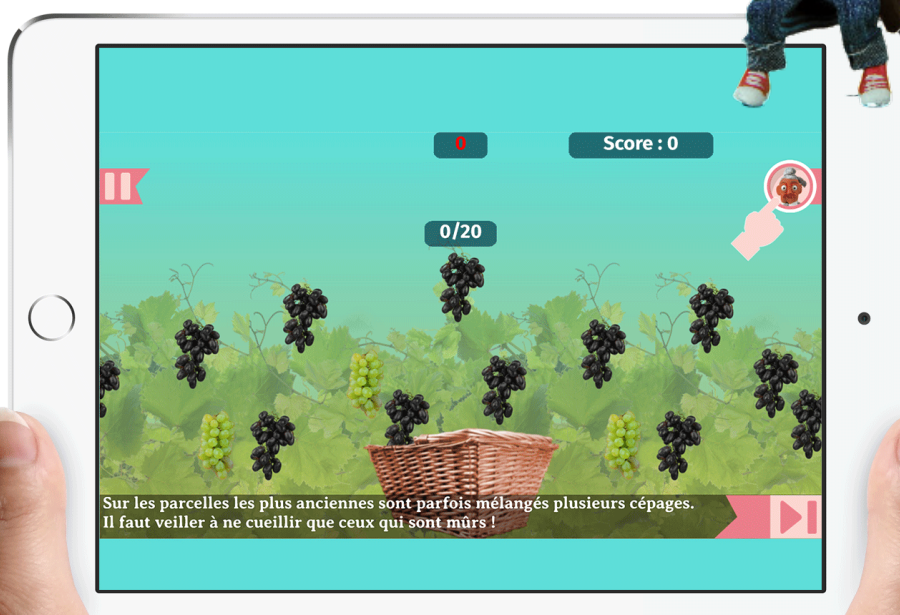 0
Score : 0
0/20
Sur les parcelles les plus anciennes sont parfois mélangés plusieurs cépages.
Il faut veiller à ne cueillir que ceux qui sont mûrs !